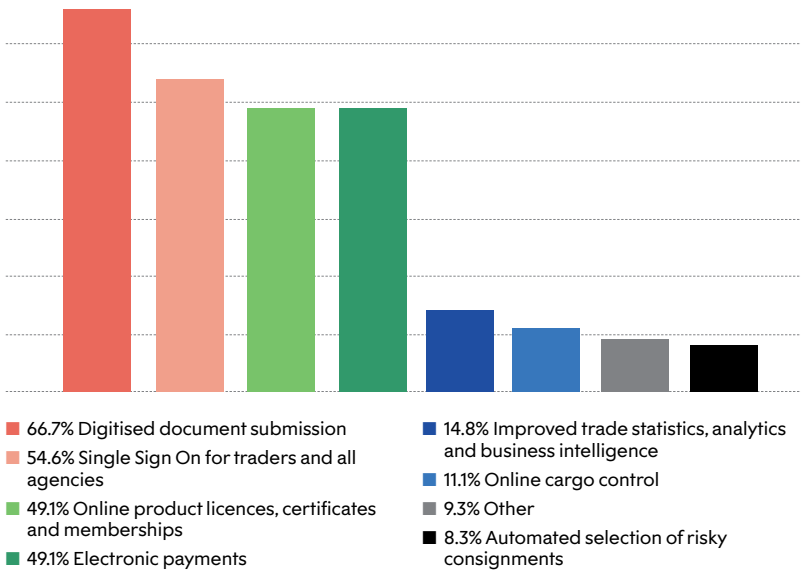 66.7% Digitised document submission
54.6% Single Sign On for traders and all
agencies
49.1% Online product licences, certificates
and memberships
49.1% Electronic payments
14.8% Improved trade statistics, analytics
and business intelligence
11.1% Online cargo control
9.3% Other
8.3% Automated selection of risky
consignments